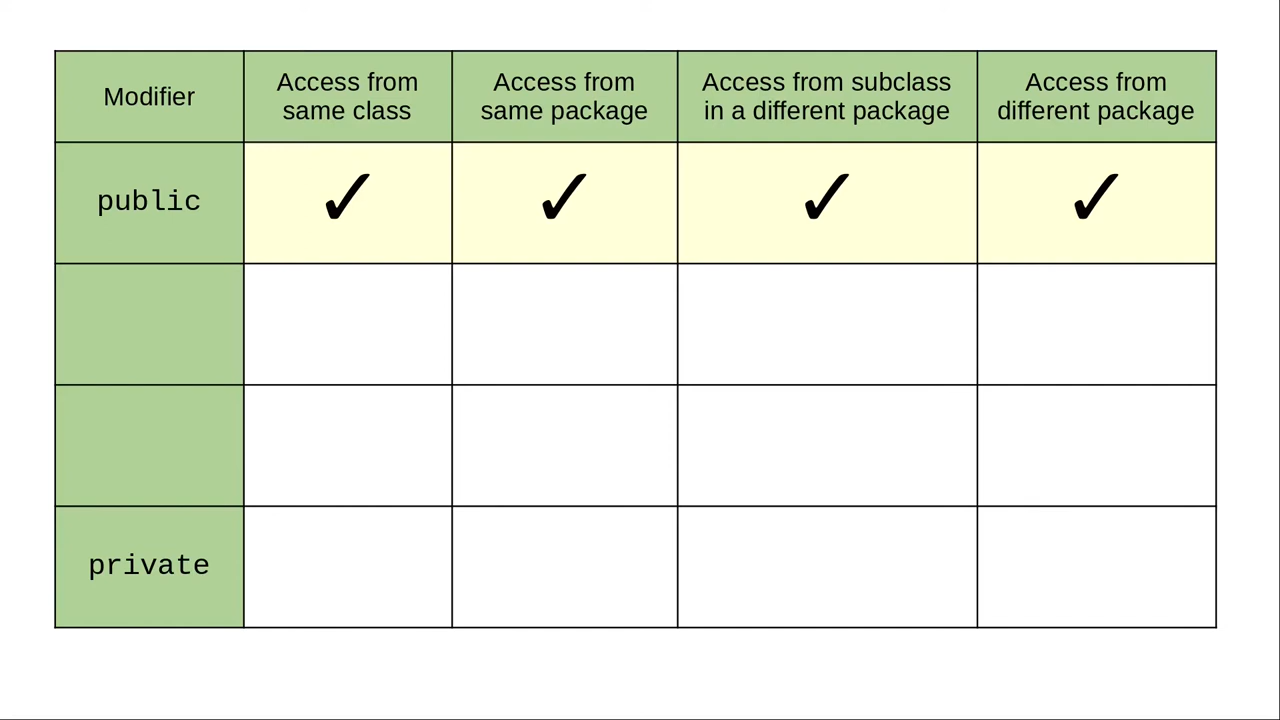 Modifier
Access from
same class
Access from
same package
Access from subclass
in a different package
Access from
different package
public
✓
✓
✓
✓
private